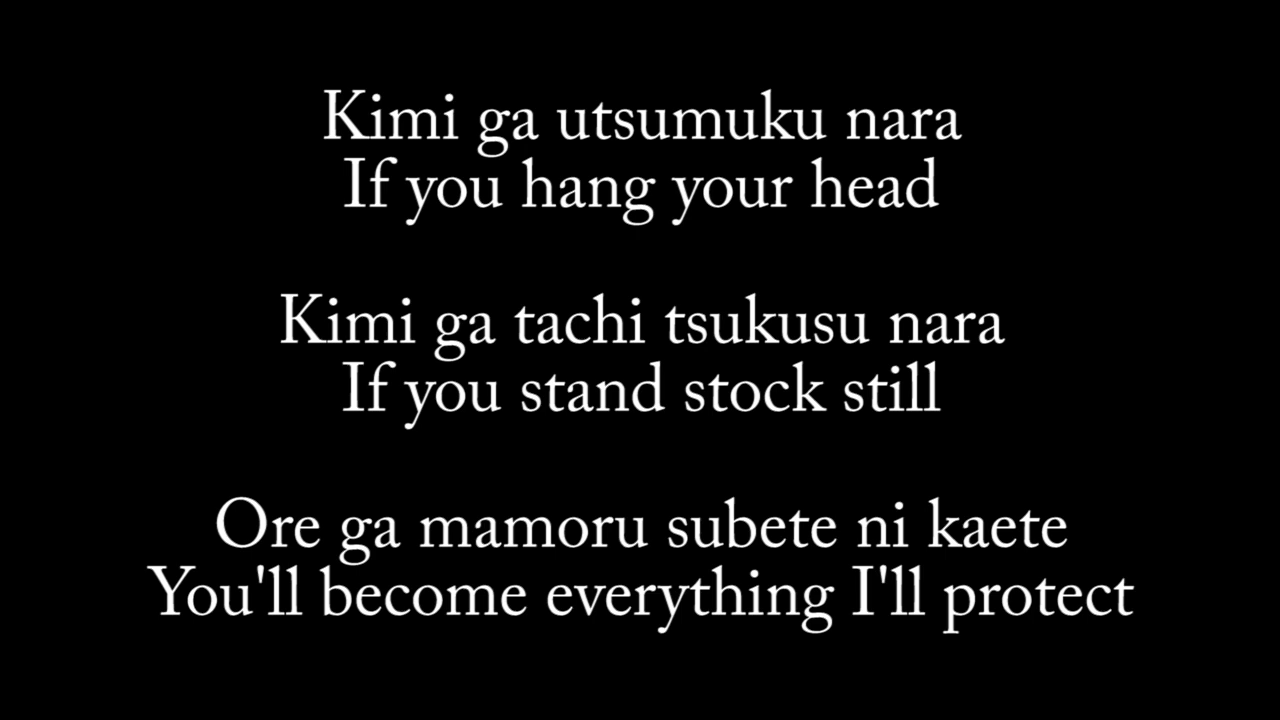 Kimi ga utsumuku nara
If you hang your head
Kimi ga tachi tsukusu nara
If you stand stock still
Ore ga mamoru subete ni kaete
You'll become everything I'll protect